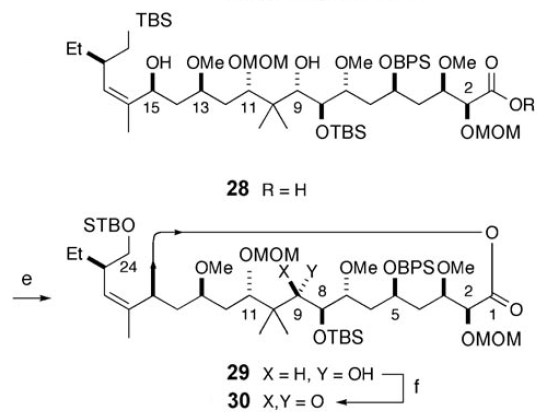 TBS
Et OH OMe OMOM OH OMe OBPS OMe O
OR
15 13 11 9 2
OTBS OMOM
28 R = H
STBO
Et 24 OMe OMOM X Y OMe OBPS OMe O
e 11 9 8 5 2 1 O
OTBS OMOM
29 X = H, Y = OH
f
30 X,Y = O